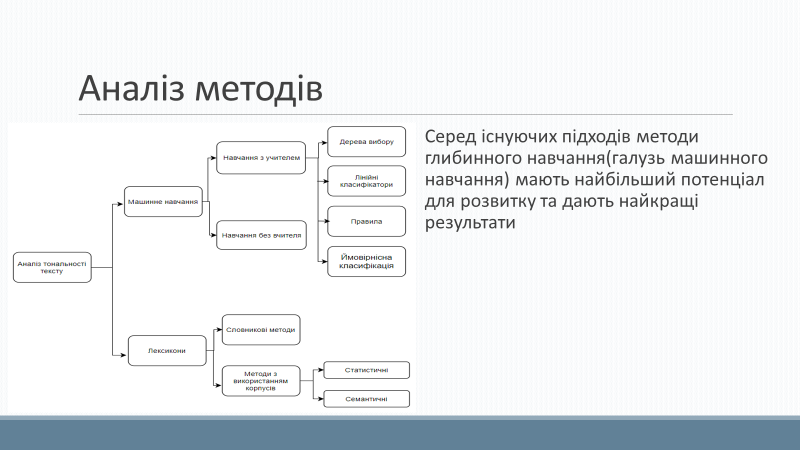 Аналіз методів
Серед існуючих підходів методи
глибинного навчання(галузь машинного
навчання) мають найбільший потенціал
для розвитку та дають найкращі
результати
Аналіз тональності
тексту
Машинне навчання
Навчання з учителем
Дерева вибору
Лінійні
класифікатори
Правила
Ймовірнісна
класифікація
Навчання без вчителя
Лексикони
Словникові методи
Методи з
використанням
корпусів
Статистичні
Семантичні